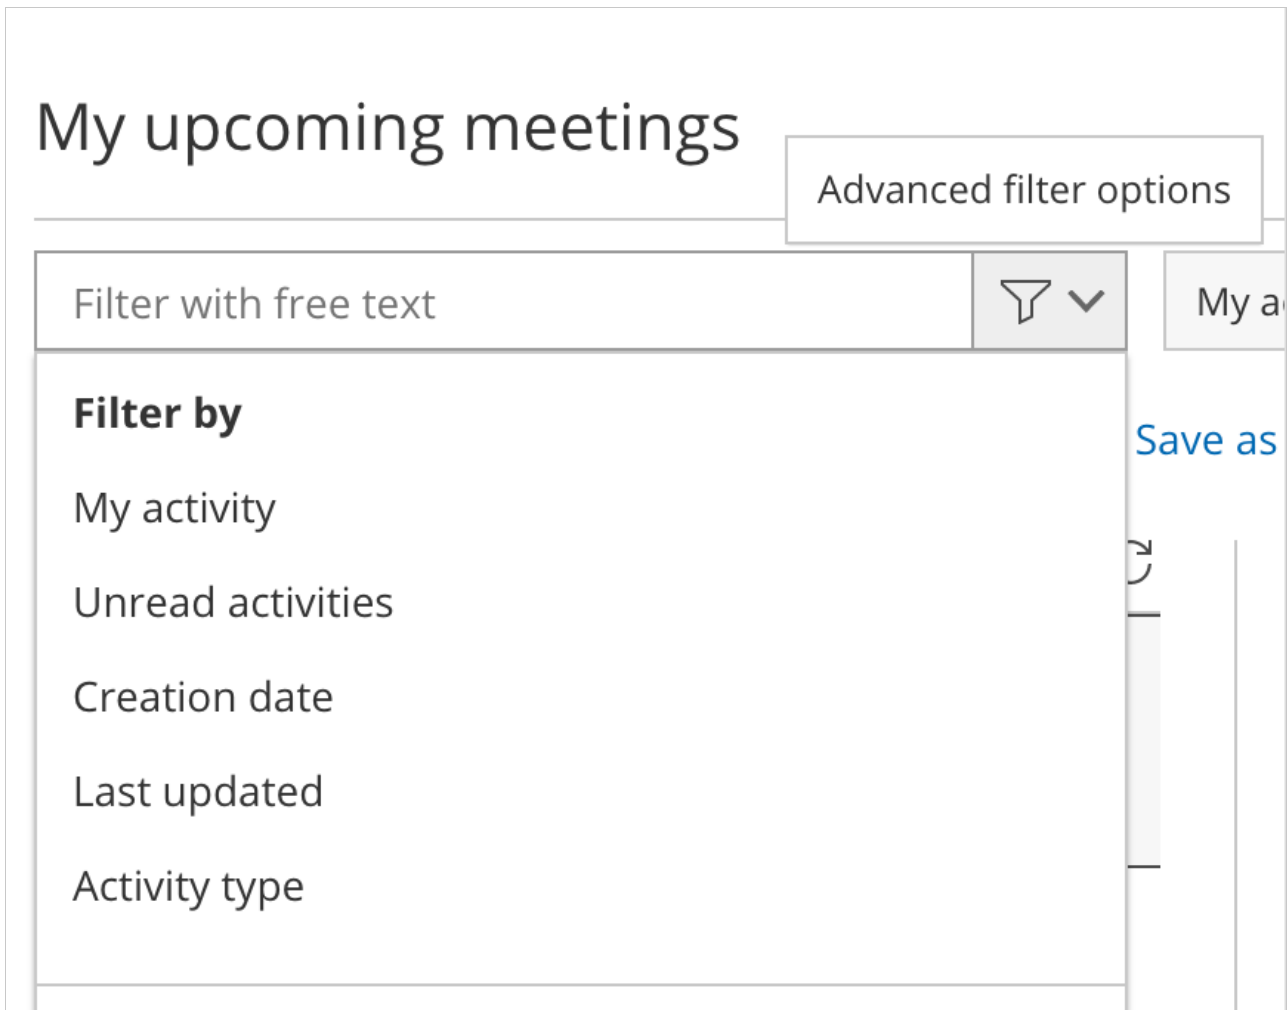 My upcoming meetings
Advanced filter options
Filter with free text
My a
Filter by
Save as
My activity
Unread activities
Creation date
Last updated
Activity type